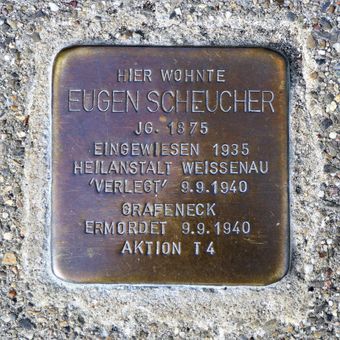 HIER WOHNTE
EUGEN SCHEUCHER
JG. 1875
EINGEWIESEN 1935
HEILANSTALT WEISSENAU
'VERLEGT' 9.9.1940
GRAFENECK
ERMORDET 9.9.1940
AKTION T4